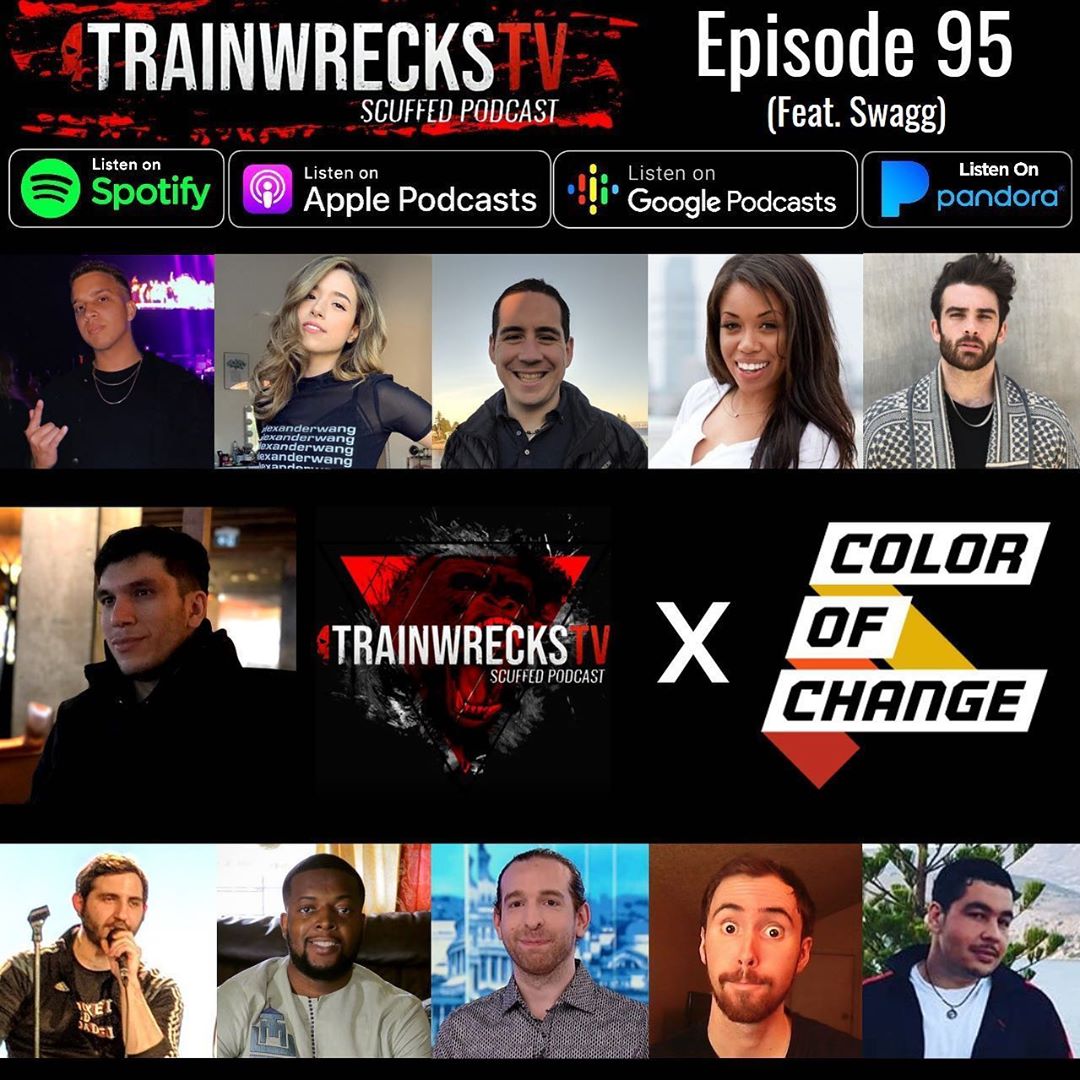 TRAINWRECKSTV
SCUFFED PODCAST
Episode 95
(Feat. Swagg)
Listen on
Spotify
Listen on
Apple Podcasts
Listen on
Google Podcasts
Listen On
pandora
alexanderwang
alexanderwang
alexanderwang
TRAINWRECKSTV
SCUFFED PODCAST
X
COLOR
OF
CHANGE